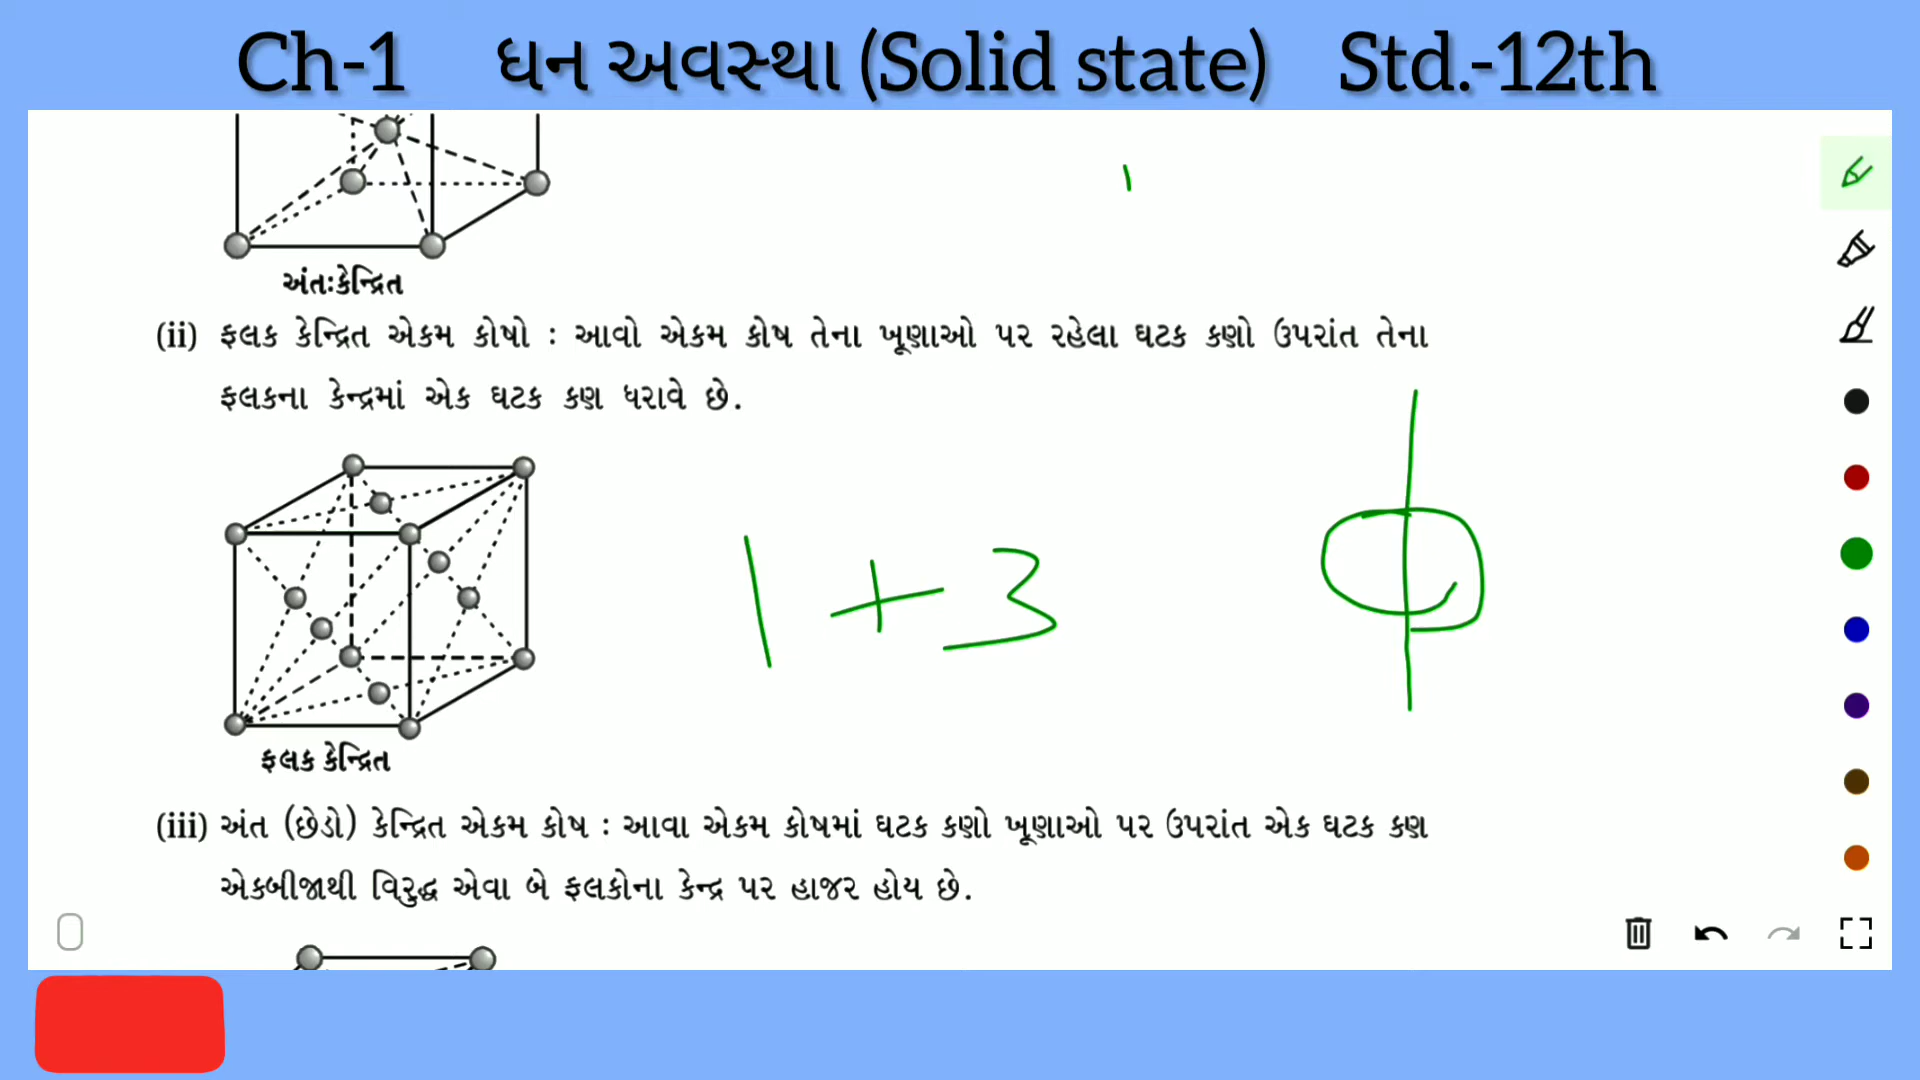 Ch-1 ધન અવસ્થા (Solid state) Std.-12th
અંતઃકેન્દ્રિત
(ii) ફલક કેન્દ્રિત એકમ કોષો : આવો એકમ કોષ તેના ખૂણાઓ પર રહેલા ઘટક કણો ઉપરાંત તેના
ફલકના કેન્દ્રમાં એક ઘટક કણ ધરાવે છે.
1 + 3
ફલક કેન્દ્રિત
(iii) અંત (છેડો) કેન્દ્રિત એકમ કોષ : આવા એકમ કોષમાં ઘટક કણો ખૂણાઓ પર ઉપરાંત એક ઘટક કણ
એકબીજાથી વિરુદ્ધ એવા બે ફલકોના કેન્દ્ર પર હાજર હોય છે.